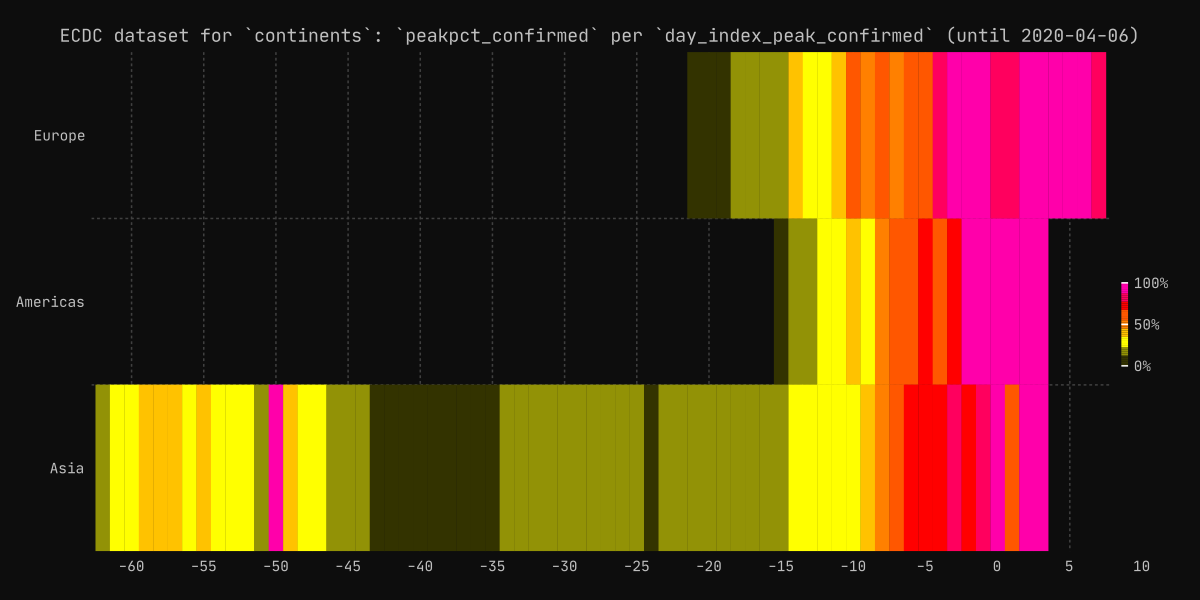 ECDC dataset for `continents`: `peakpct_confirmed` per `day_index_peak_confirmed` (until 2020-04-06)
Europe
Americas
Asia
100%
50%
0%
-60 -55 -50 -45 -40 -35 -30 -25 -20 -15 -10 -5 0 5 10